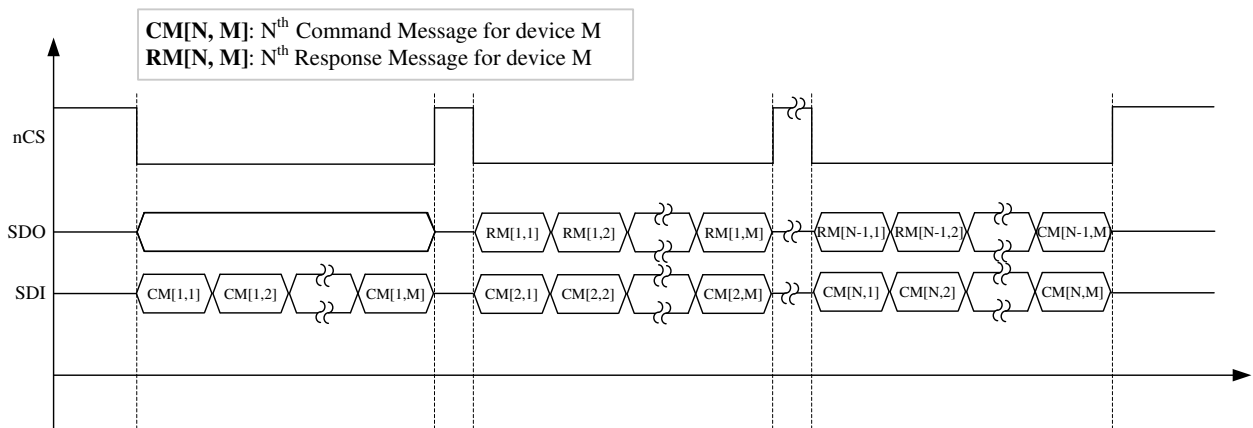 CM[N, M]: Nth Command Message for device M
RM[N, M]: Nth Response Message for device M
nCS
SDO
RM[1,1] RM[1,2] RM[1,M] RM[N-1,1] RM[N-1,2] CM[N-1,M]
SDI
CM[1,1] CM[1,2] CM[1,M] CM[2,1] CM[2,2] CM[2,M] CM[N,1] CM[N,2] CM[N,M]